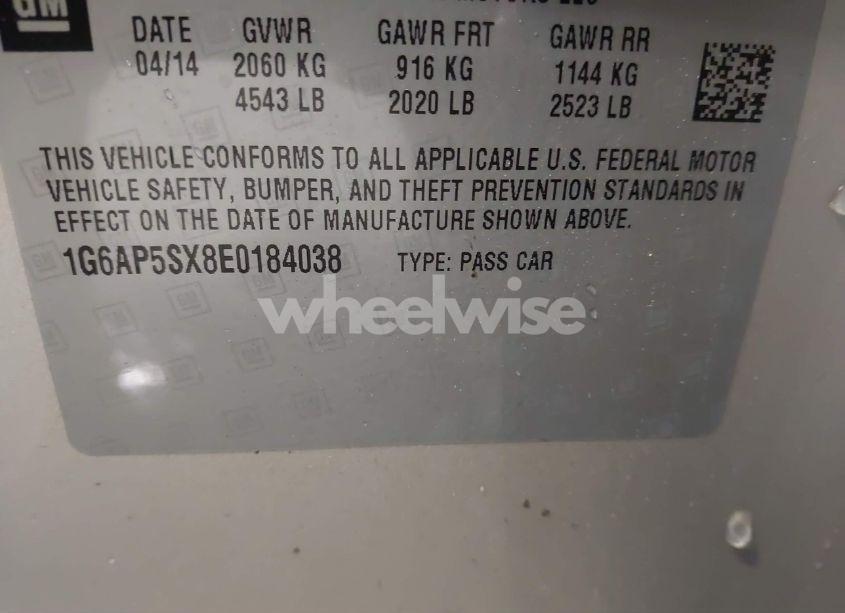 GM
DATE GVWR GAWR FRT GAWR RR
04/14 2060 KG 916 KG 1144 KG
4543 LB 2020 LB 2523 LB
THIS VEHICLE CONFORMS TO ALL APPLICABLE U.S. FEDERAL MOTOR
VEHICLE SAFETY, BUMPER, AND THEFT PREVENTION STANDARDS IN
EFFECT ON THE DATE OF MANUFACTURE SHOWN ABOVE.
1G6AP5SX8E0184038 TYPE: PASS CAR
wheelwise